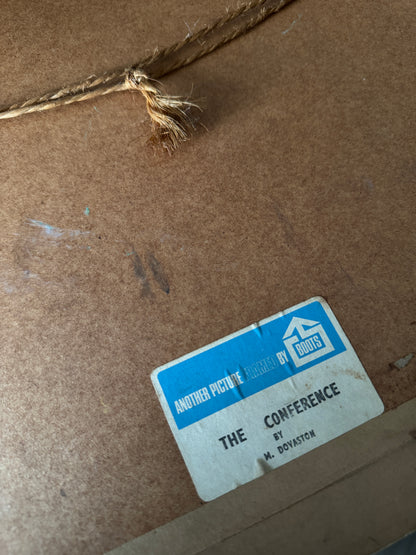 ANOTHER PICTURE FRAMED BY
BOOTS
THE CONFERENCE
BY
M. DOVASTON